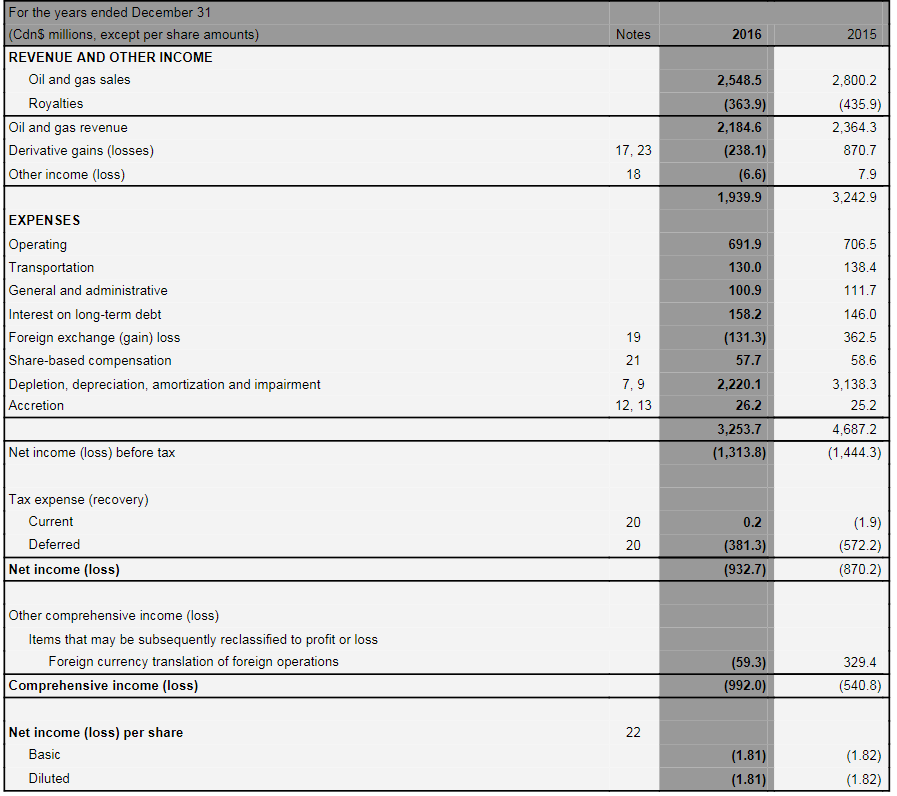 For the years ended December 31
(Cdn$ millions, except per share amounts) Notes 2016 2015
REVENUE AND OTHER INCOME
Oil and gas sales 2,548.5 2,800.2
Royalties (363.9) (435.9)
Oil and gas revenue 2,184.6 2,364.3
Derivative gains (losses) 17, 23 (238.1) 870.7
Other income (loss) 18 (6.6) 7.9
1,939.9 3,242.9
EXPENSES
Operating 691.9 706.5
Transportation 130.0 138.4
General and administrative 100.9 111.7
Interest on long-term debt 158.2 146.0
Foreign exchange (gain) loss 19 (131.3) 362.5
Share-based compensation 21 57.7 58.6
Depletion, depreciation, amortization and impairment 7, 9 2,220.1 3,138.3
Accretion 12, 13 26.2 25.2
3,253.7 4,687.2
Net income (loss) before tax (1,313.8) (1,444.3)
Tax expense (recovery)
Current 20 0.2 (1.9)
Deferred 20 (381.3) (572.2)
Net income (loss) (932.7) (870.2)
Other comprehensive income (loss)
Items that may be subsequently reclassified to profit or loss
Foreign currency translation of foreign operations (59.3) 329.4
Comprehensive income (loss) (992.0) (540.8)
Net income (loss) per share 22
Basic (1.81) (1.82)
Diluted (1.81) (1.82)